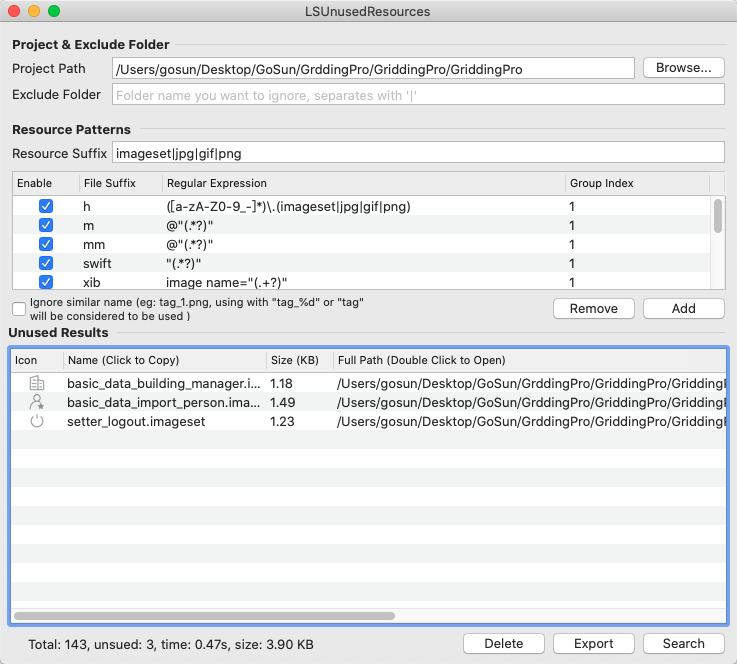 LSUnusedResources
Project & Exclude Folder
Project Path /Users/gosun/Desktop/GoSun/GrddingPro/GriddingPro/GriddingPro Browse...
Exclude Folder Folder name you want to ignore, separates with '|'
Resource Patterns
Resource Suffix imageset|jpg|gif|png
Enable File Suffix Regular Expression Group Index
h ([a-zA-Z0-9_-]*)\.(imageset|jpg|gif|png) 1
m @"(.*?)" 1
mm @"(.*?)" 1
swift "(.*?)" 1
xib image name="(.+?)" 1
Ignore similar name (eg: tag_1.png, using with "tag_%d" or "tag"
will be considered to be used )
Remove Add
Unused Results
Icon Name (Click to Copy) Size (KB) Full Path (Double Click to Open)
basic_data_building_manager.i... 1.18 /Users/gosun/Desktop/GoSun/GrddingPro/GriddingPro/Gridding
basic_data_import_person.ima... 1.49 /Users/gosun/Desktop/GoSun/GrddingPro/GriddingPro/Gridding
setter_logout.imageset 1.23 /Users/gosun/Desktop/GoSun/GrddingPro/GriddingPro/Gridding
Total: 143, unsued: 3, time: 0.47s, size: 3.90 KB Delete Export Search